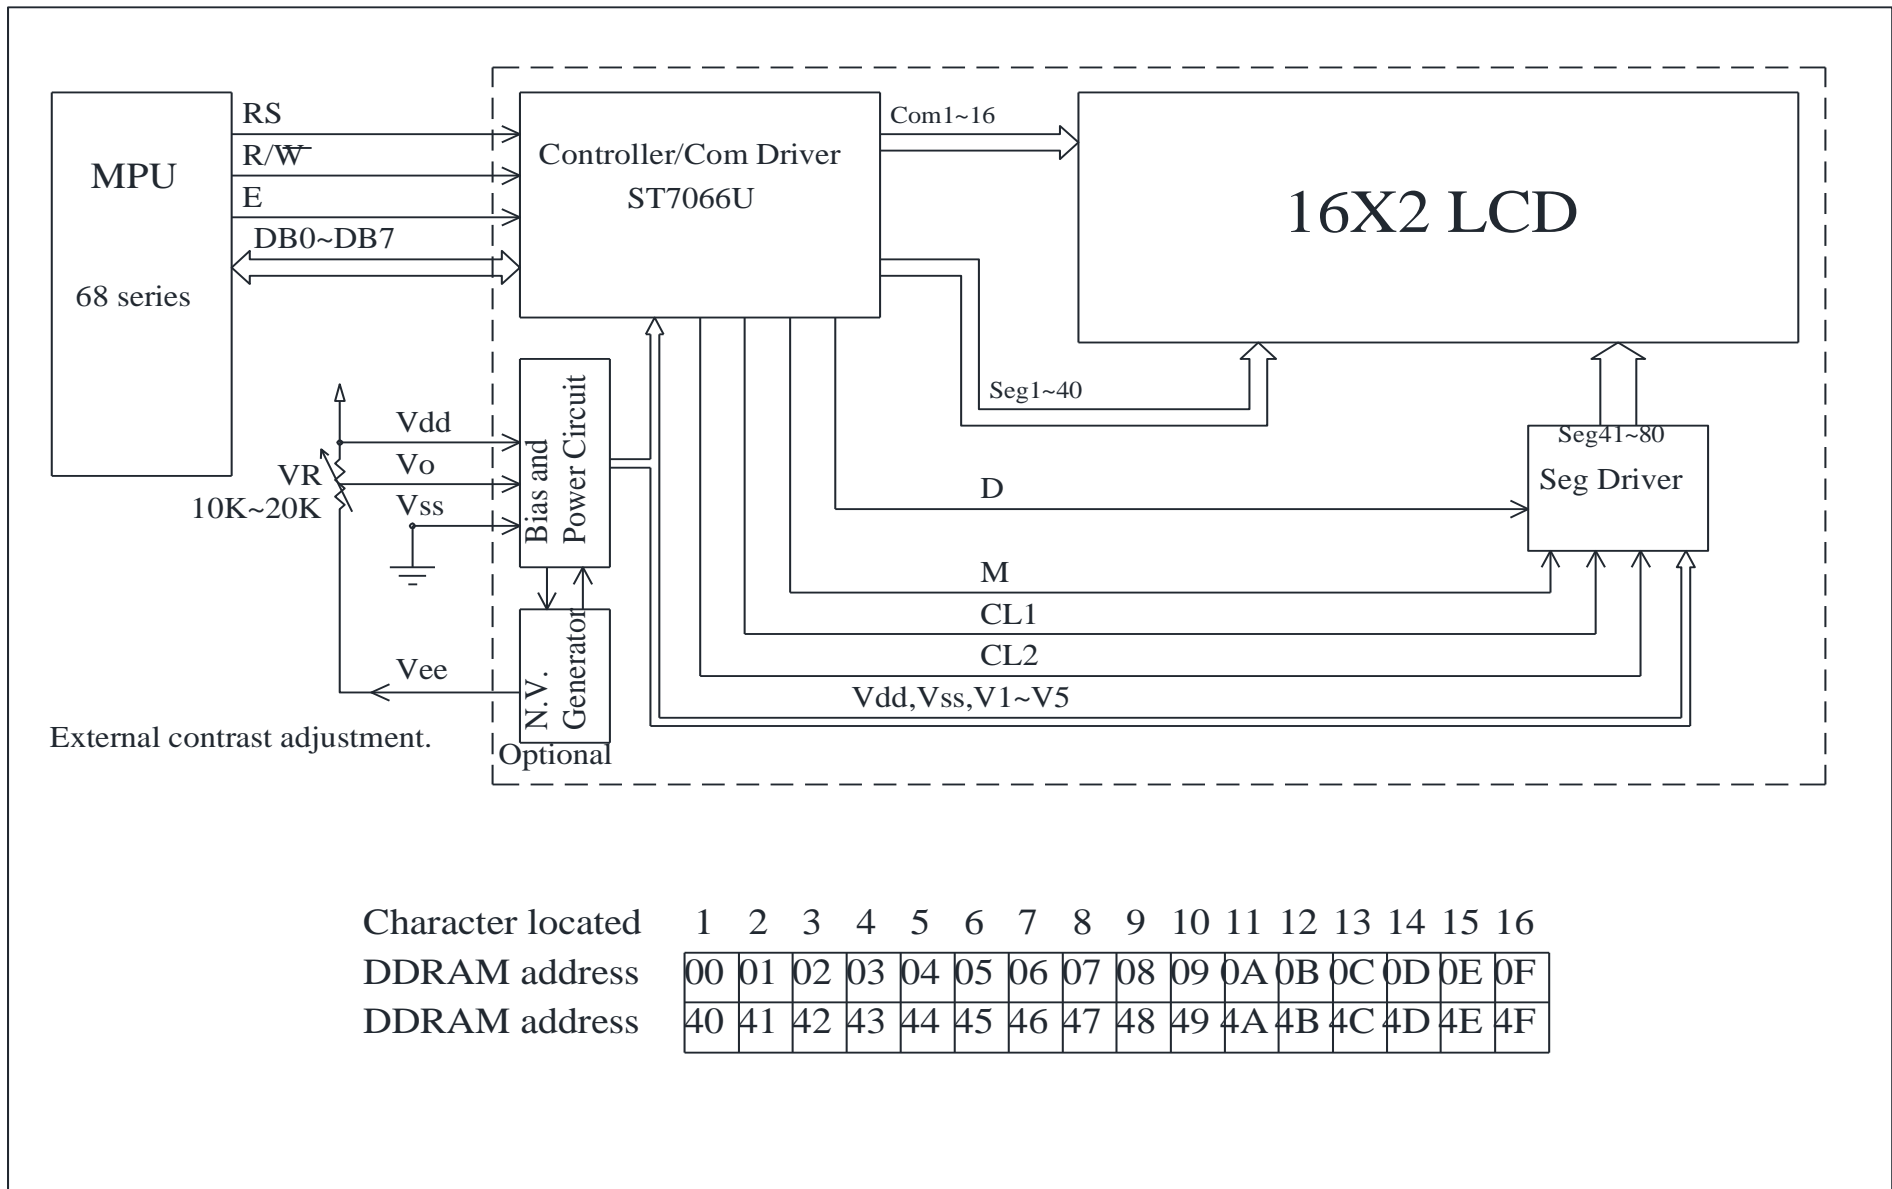 RS
R/W
E
DB0~DB7
MPU
68 series
Controller/Com Driver
ST7066U
Com1~16
16X2 LCD
Seg1~40
Seg41~80
Seg Driver
Vdd
Vo
Vss
VR
10K~20K
Bias and
Power Circuit
D
M
CL1
CL2
Vdd,Vss,V1~V5
Vee
N.V.
Generator
Optional
External contrast adjustment.
Character located 1 2 3 4 5 6 7 8 9 10 11 12 13 14 15 16
DDRAM address 00 01 02 03 04 05 06 07 08 09 0A 0B 0C 0D 0E 0F
DDRAM address 40 41 42 43 44 45 46 47 48 49 4A 4B 4C 4D 4E 4F